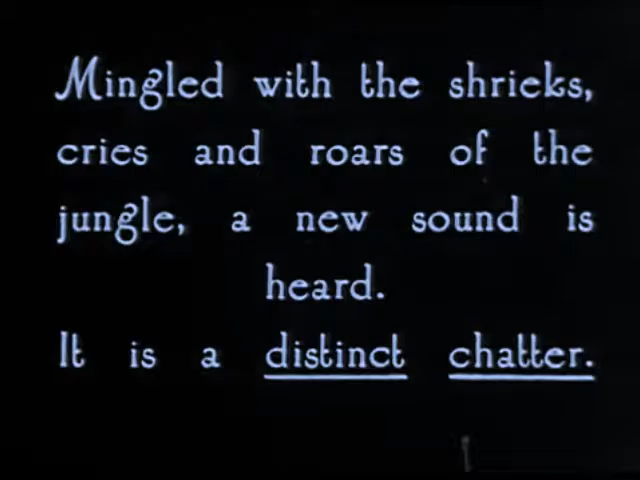 Mingled with the shrieks,
cries and roars of the
jungle, a new sound is
heard.
It is a distinct chatter.